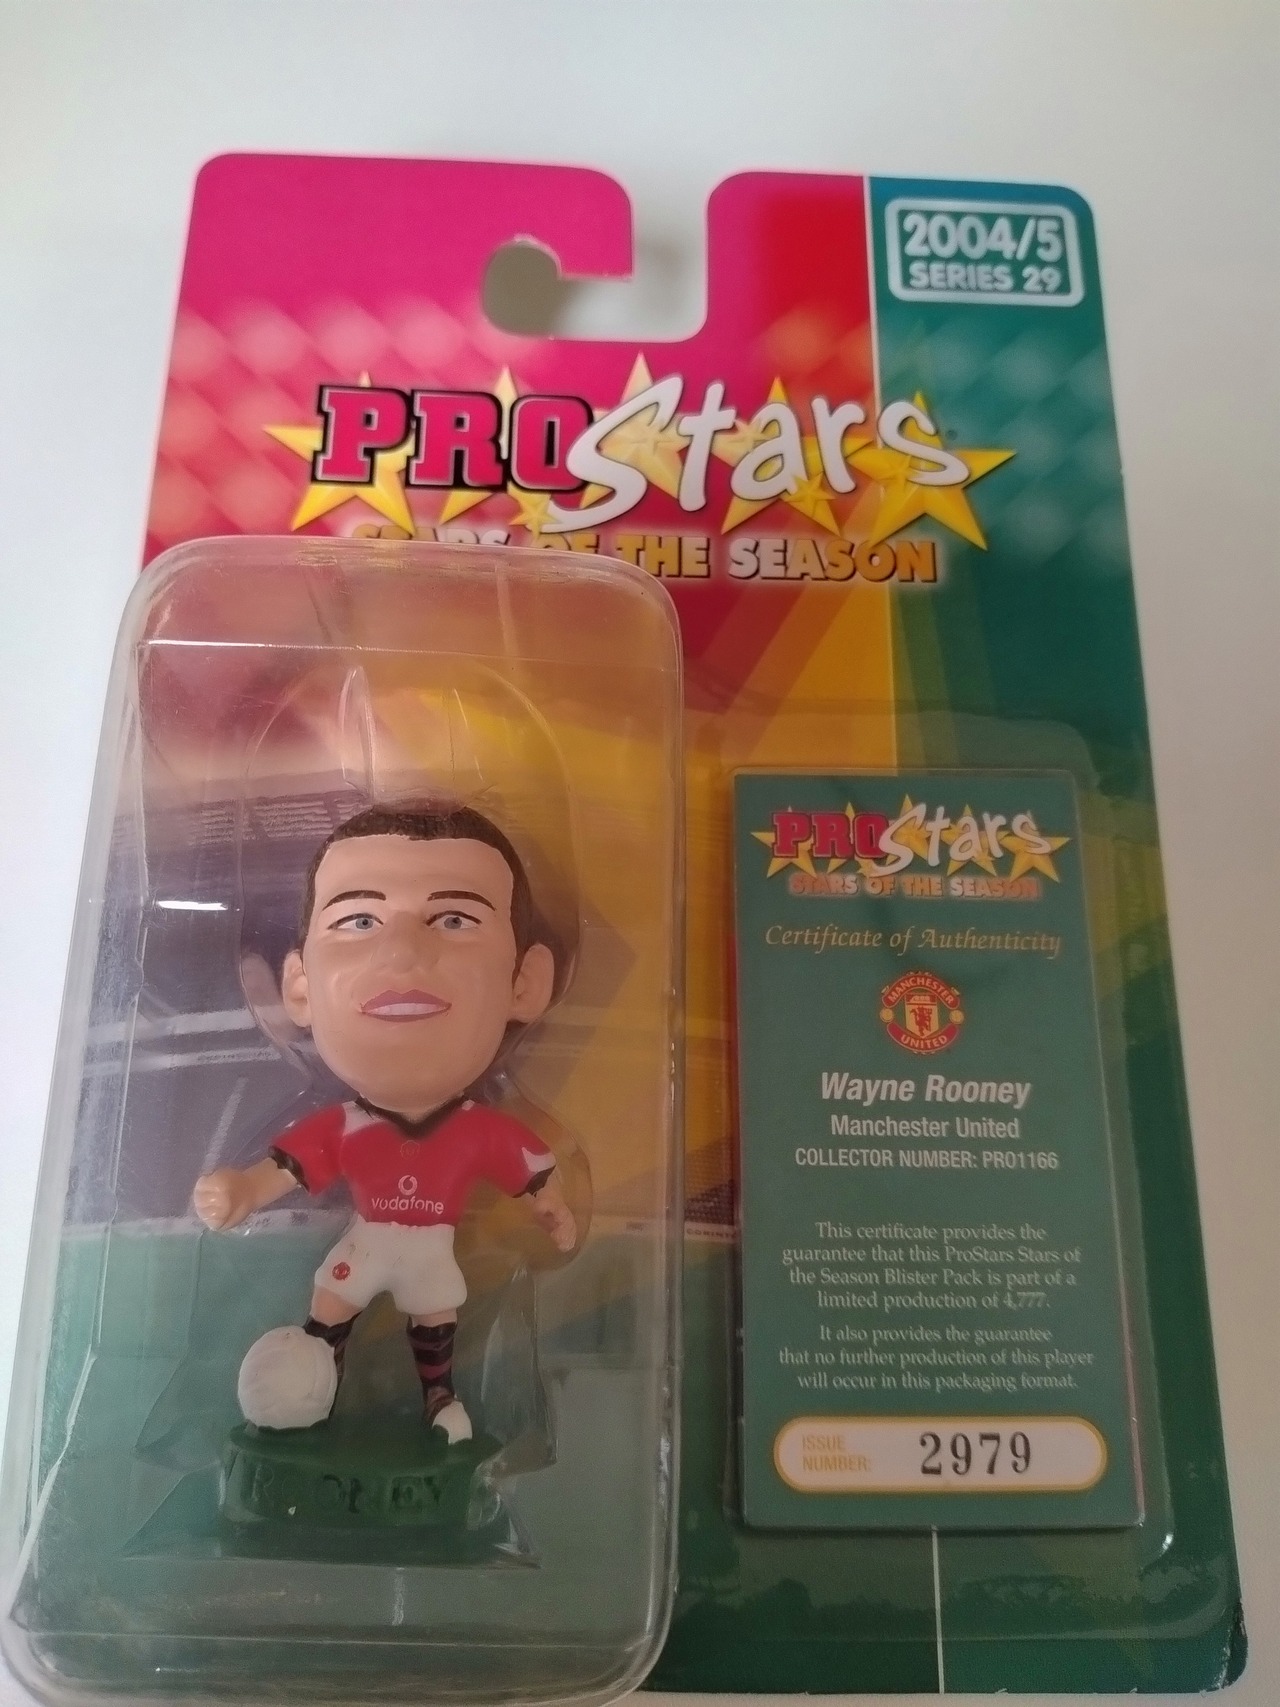 2004/5
SERIES 29
PROStars
STARS OF THE SEASON
PROStars
STARS OF THE SEASON
Certificate of Authenticity
MANCHESTER
UNITED
Wayne Rooney
Manchester United
COLLECTOR NUMBER: PRO1166
This certificate provides the
guarantee that this ProStars Stars of
the Season Blister Pack is part of a
limited production of 4,777.
It also provides the guarantee
that no further production of this player
will occur in this packaging format.
ISSUE
NUMBER:
2979
vodafone
ROONEY